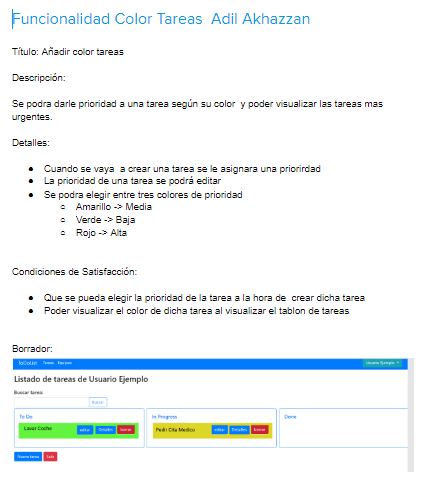 Funcionalidad Color Tareas  Adil Akhazzan
Título: Añadir color tareas
Descripción:
Se podra darle prioridad a una tarea según su color  y poder visualizar las tareas mas
urgentes.
Detalles:
Cuando se vaya  a crear una tarea se le asignara una priorirdad
La prioridad de una tarea se podrá editar
Se podra elegir entre tres colores de prioridad
Amarillo -> Media
Verde -> Baja
Rojo -> Alta
Condiciones de Satisfacción:
Que se pueda elegir la prioridad de la tarea a la hora de  crear dicha tarea
Poder visualizar el color de dicha tarea al visualizar el tablon de tareas
Borrador:
ToDoList Tareas Equipos Usuario Ejemplo
Listado de tareas de Usuario Ejemplo
Buscar tarea:
Buscar
To Do In Progress Done
Lavar Coche editar Detalles borrar Pedir Cita Medico editar Detalles borrar
Nueva tarea Salir